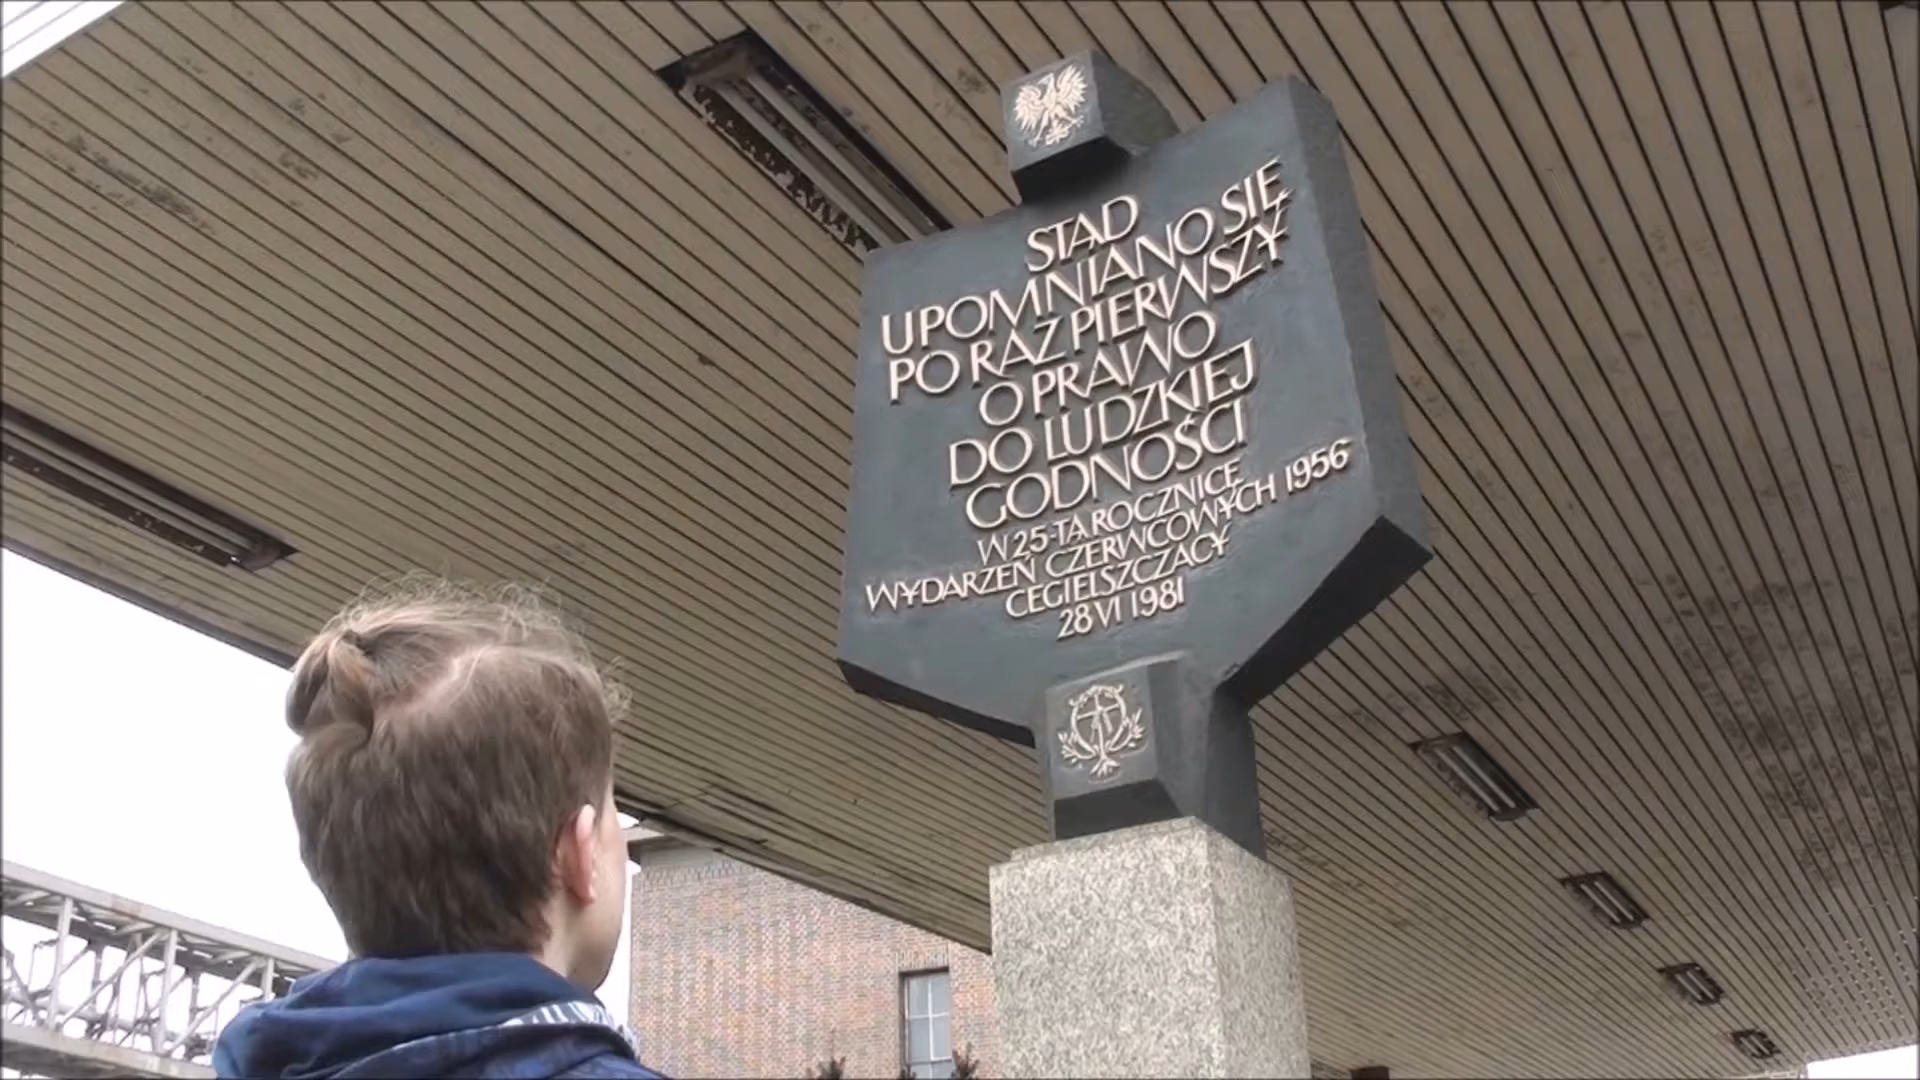 STĄD
UPOMNIANO SIĘ
PO RAZ PIERWSZY
O PRAWO
DO LUDZKIEJ
GODNOŚCI
W 25-TĄ ROCZNICĘ
WYDARZEŃ CZERWCOWYCH 1956
CEGIELSZCZACY
28 VI 1981